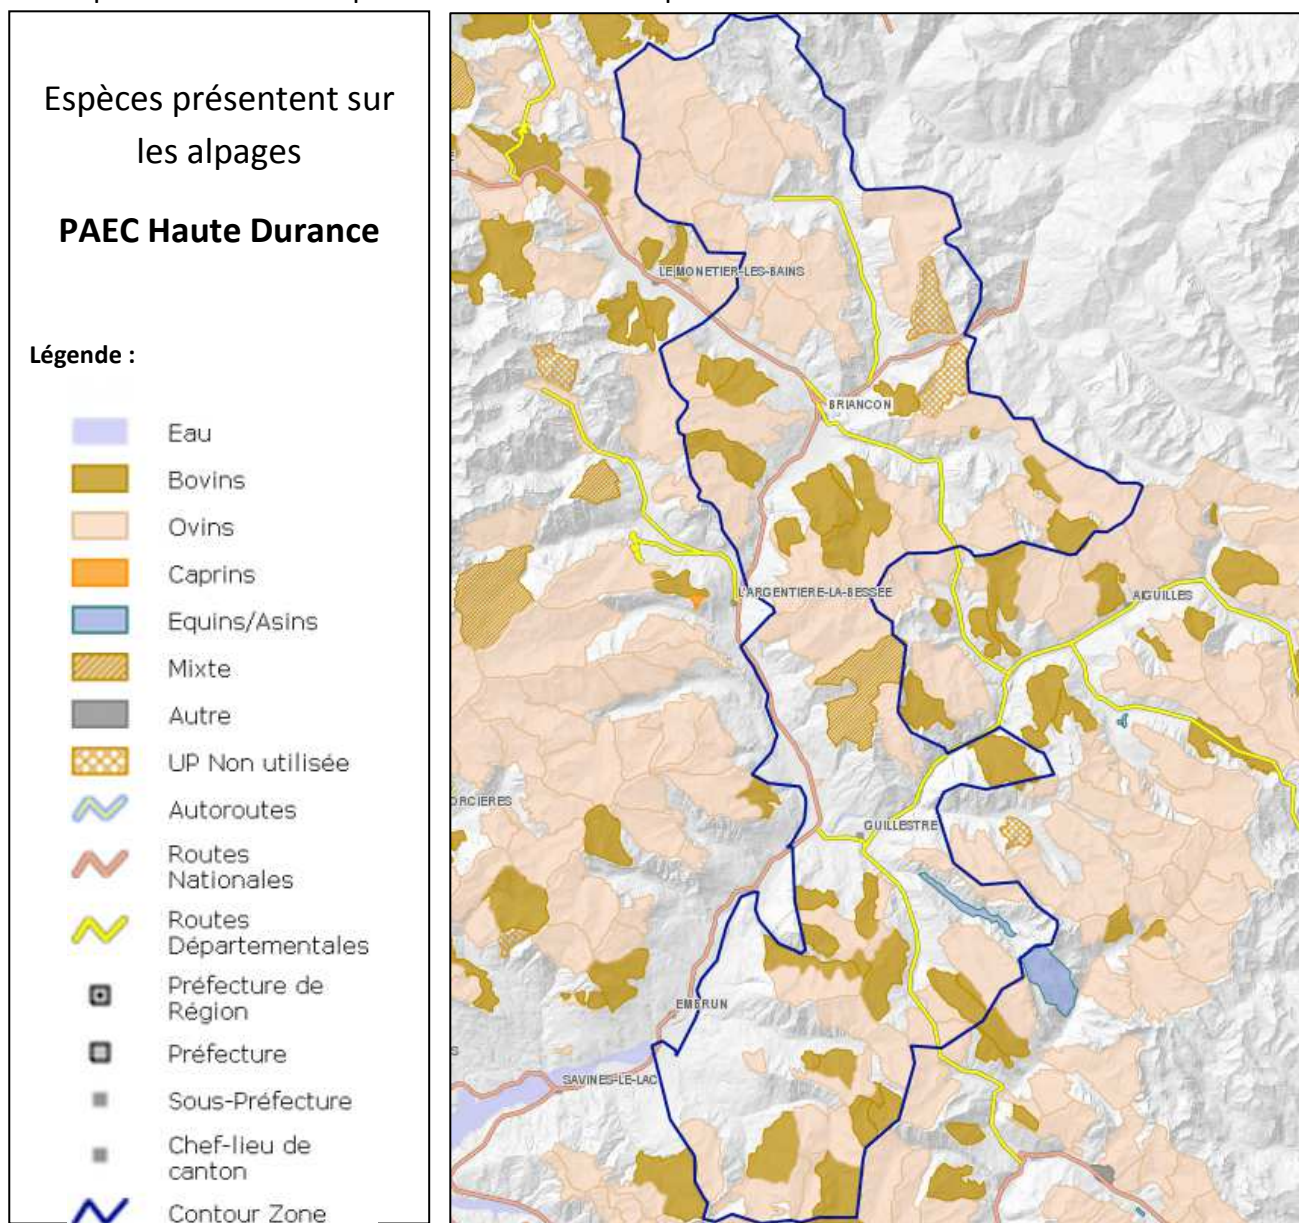 Espèces présentent sur
les alpages
PAEC Haute Durance
Légende :
Eau
Bovins
Ovins
Caprins
Equins/Asins
Mixte
Autre
UP Non utilisée
Autoroutes
Routes
Nationales
Routes
Départementales
Préfecture de
Région
Préfecture
Sous-Préfecture
Chef-lieu de
canton
Contour Zone
LE MONETIER-LES-BAINS
BRIANCON
L'ARGENTIERE-LA-BESSEE
AIGUILLES
ORCIERES
GUILLESTRE
EMBRUN
SAVINES-LE-LAC